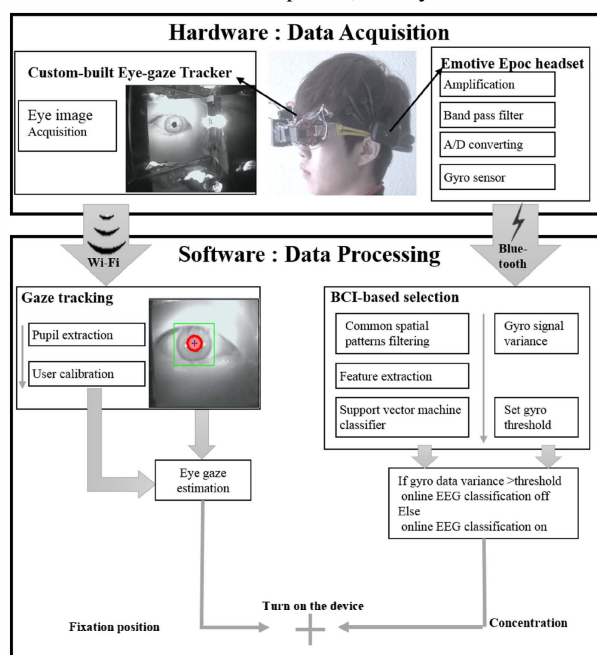 Hardware : Data Acquisition
Custom-built Eye-gaze Tracker
Eye image
Acquisition
Emotive Epoc headset
Amplification
Band pass filter
A/D converting
Gyro sensor
Wi-Fi
Software : Data Processing
Blue-
tooth
Gaze tracking
Pupil extraction
User calibration
Eye gaze
estimation
BCI-based selection
Common spatial
patterns filtering
Feature extraction
Support vector machine
classifier
Gyro signal
variance
Set gyro
threshold
If gyro data variance >threshold
online EEG classification off
Else
online EEG classification on
Turn on the device
Fixation position
Concentration